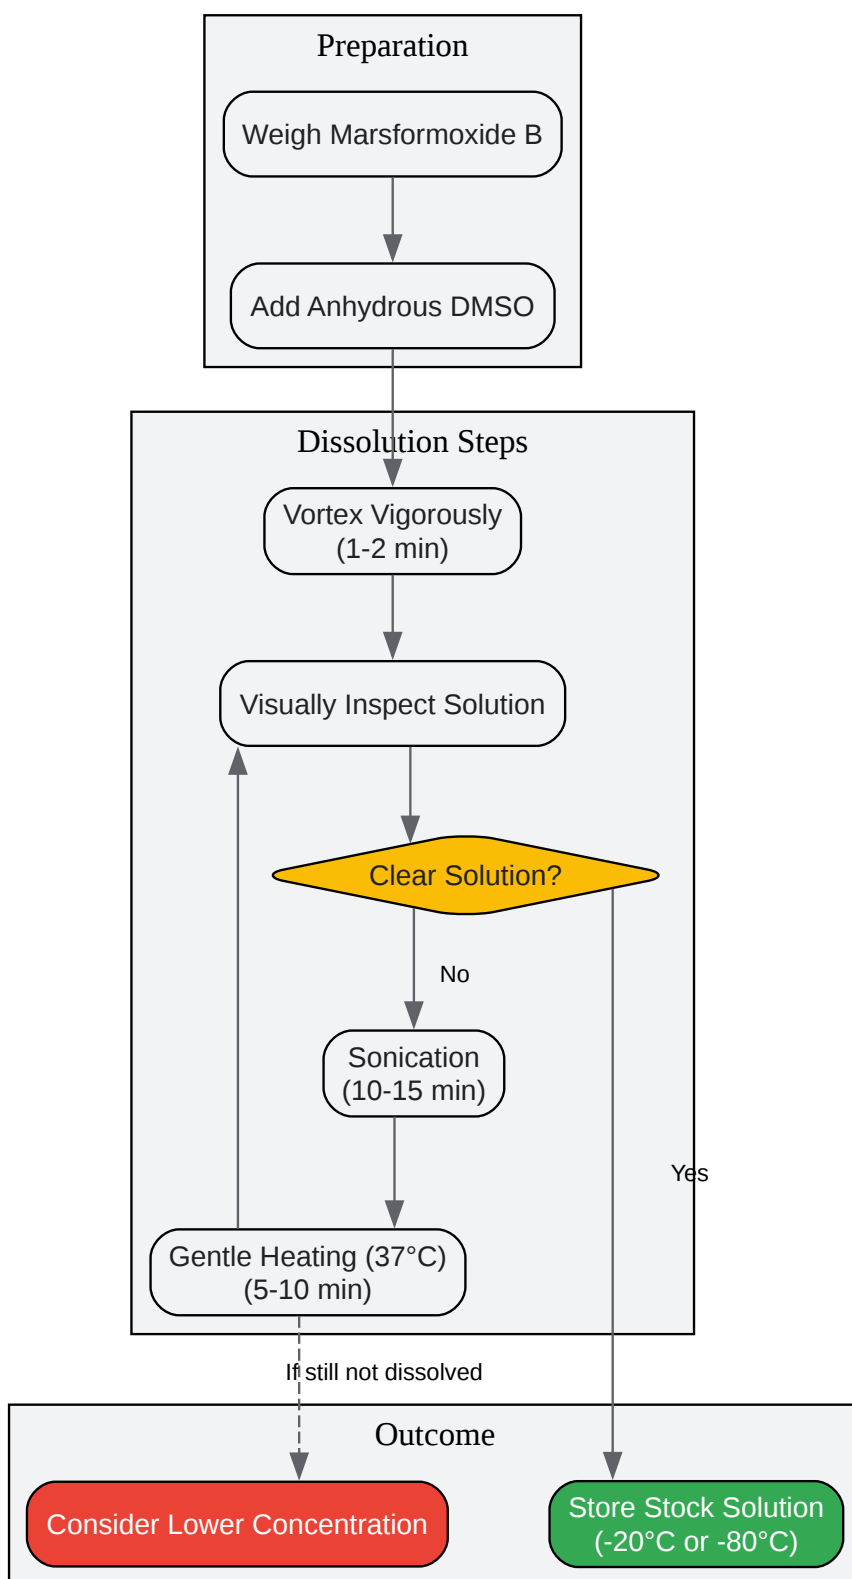 Preparation
Weigh Marsformoxide B
Add Anhydrous DMSO
Dissolution Steps
Vortex Vigorously
(1-2 min)
Visually Inspect Solution
Clear Solution?
No
Sonication
(10-15 min)
Yes
Gentle Heating (37°C)
(5-10 min)
If still not dissolved
Outcome
Consider Lower Concentration
Store Stock Solution
(-20°C or -80°C)